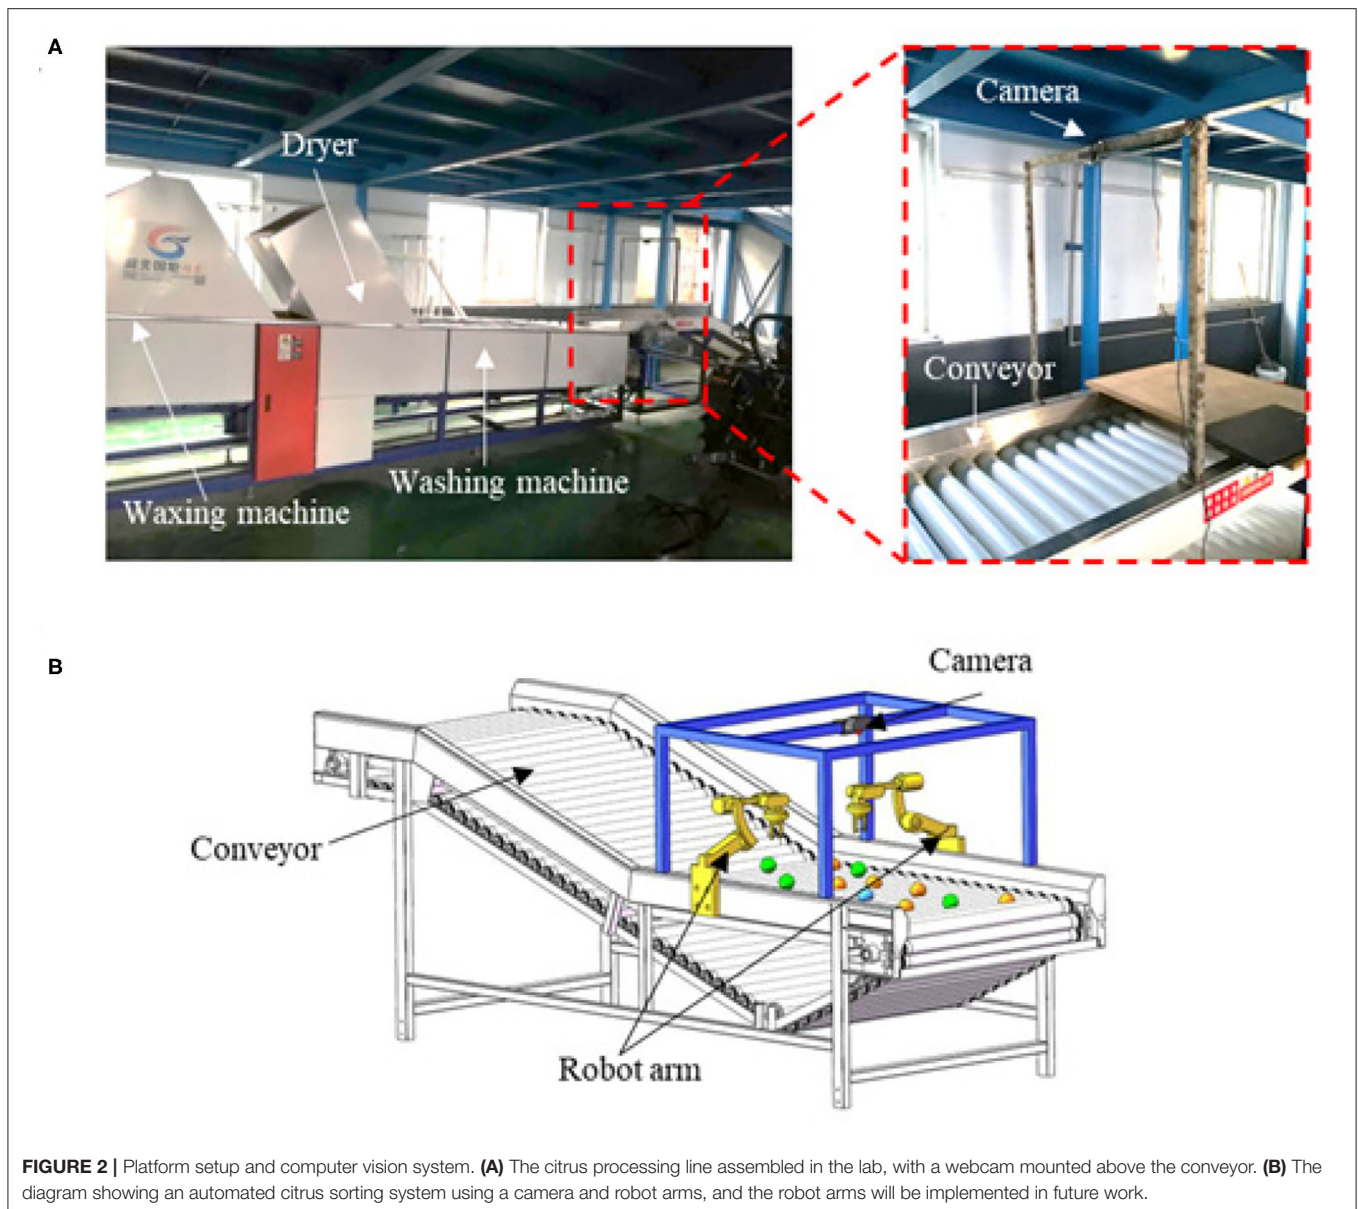 A
Dryer
Camera
Conveyor
Washing machine
Waxing machine
B
Camera
Conveyor
Robot arm
FIGURE 2 | Platform setup and computer vision system. (A) The citrus processing line assembled in the lab, with a webcam mounted above the conveyor. (B) The
diagram showing an automated citrus sorting system using a camera and robot arms, and the robot arms will be implemented in future work.